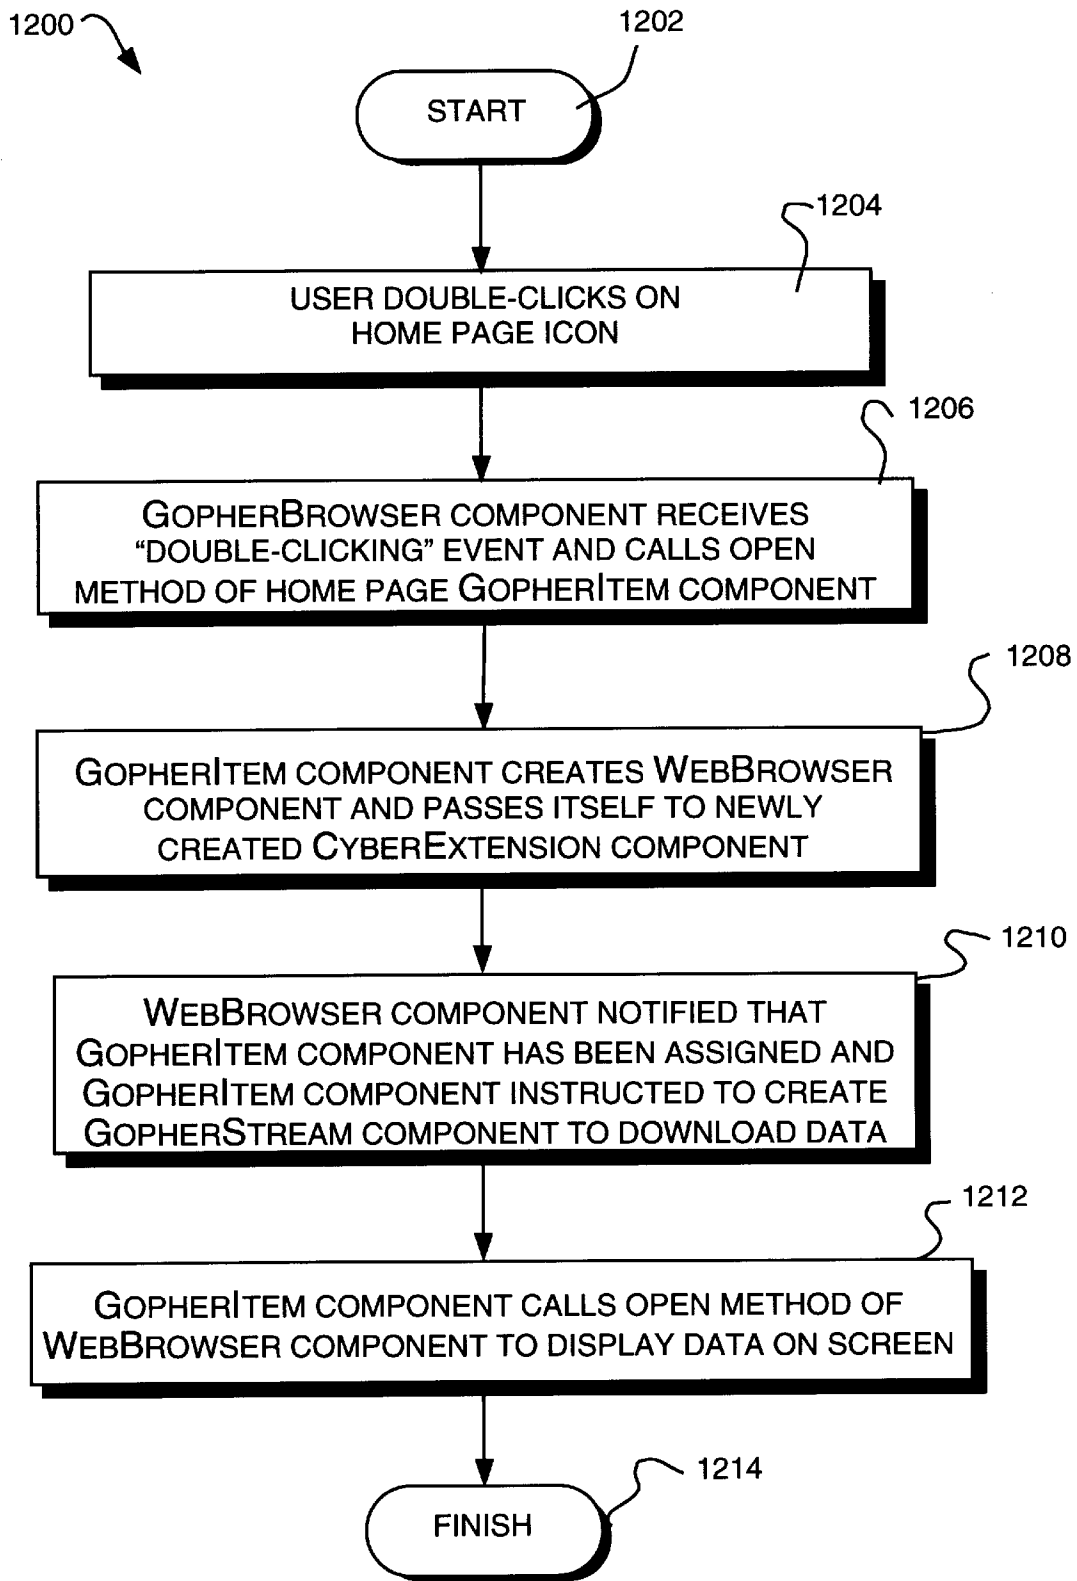 1200
1202
START
1204
USER DOUBLE-CLICKS ON
HOME PAGE ICON
1206
GOPHERBROWSER COMPONENT RECEIVES
“DOUBLE-CLICKING” EVENT AND CALLS OPEN
METHOD OF HOME PAGE GOPHERITEM COMPONENT
1208
GOPHERITEM COMPONENT CREATES WEBBROWSER
COMPONENT AND PASSES ITSELF TO NEWLY
CREATED CYBEREXTENSION COMPONENT
1210
WEBBROWSER COMPONENT NOTIFIED THAT
GOPHERITEM COMPONENT HAS BEEN ASSIGNED AND
GOPHERITEM COMPONENT INSTRUCTED TO CREATE
GOPHERSTREAM COMPONENT TO DOWNLOAD DATA
1212
GOPHERITEM COMPONENT CALLS OPEN METHOD OF
WEBBROWSER COMPONENT TO DISPLAY DATA ON SCREEN
1214
FINISH